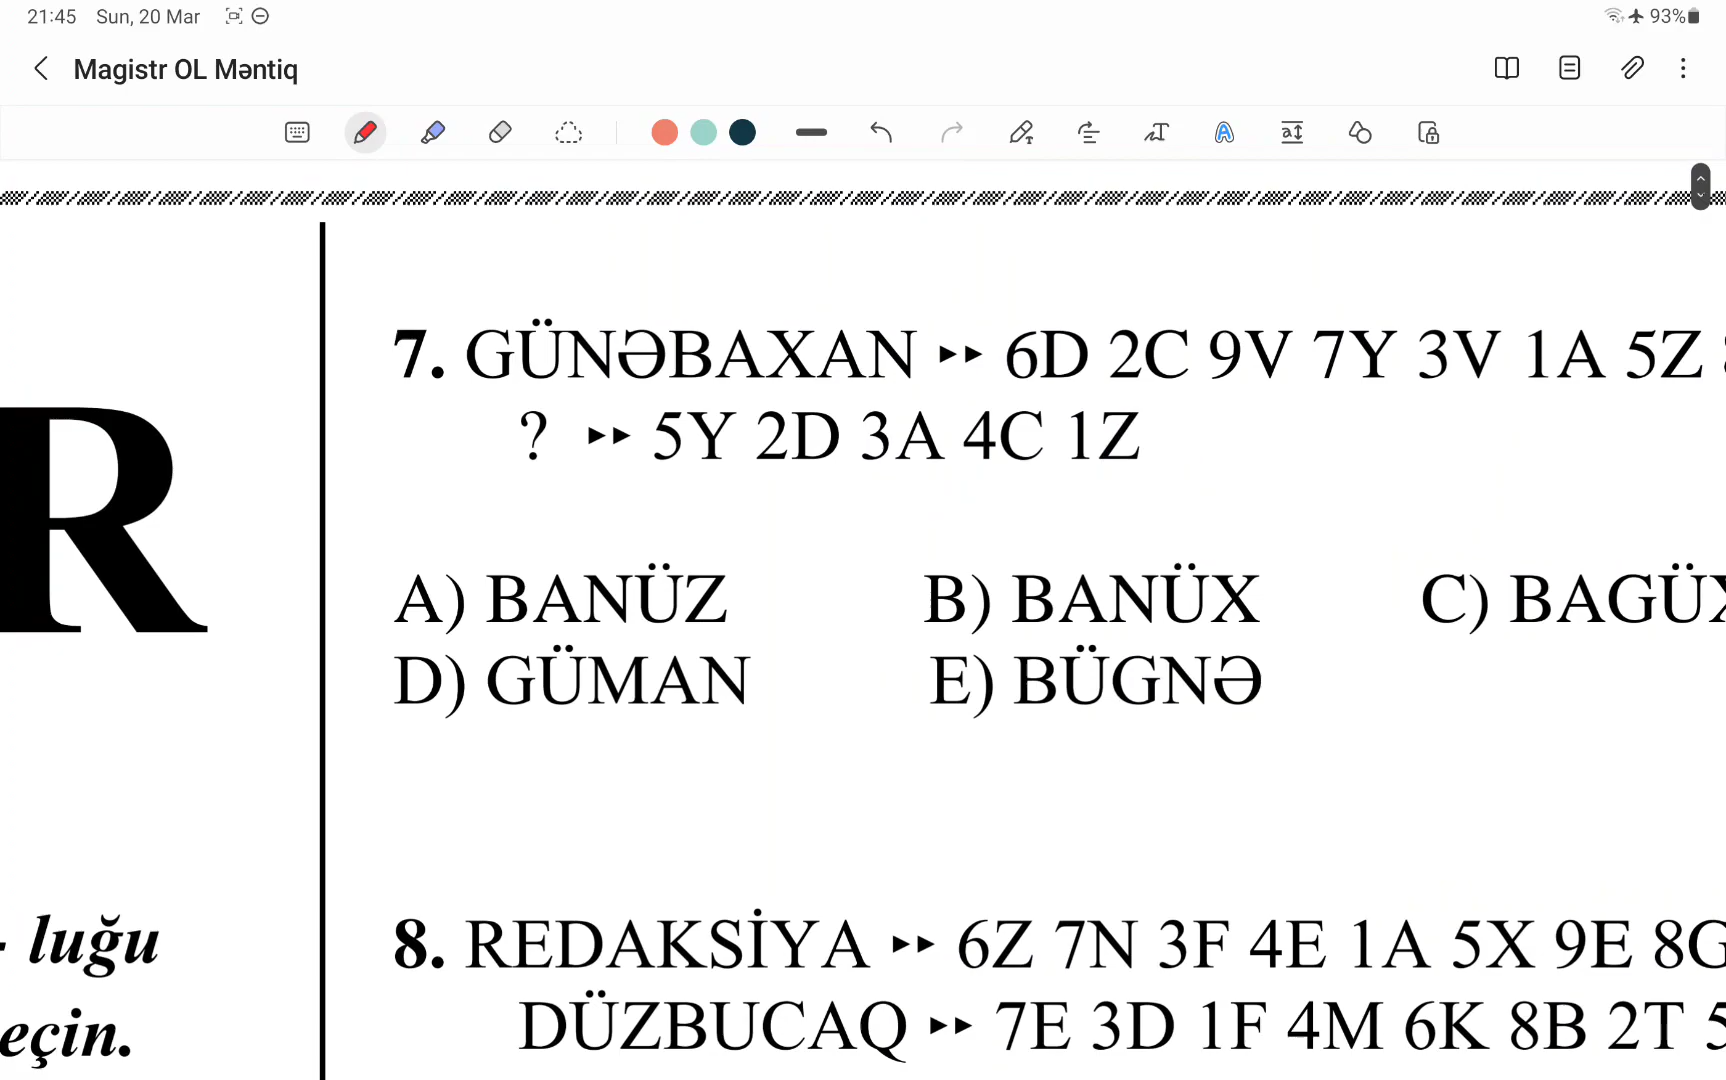 21:45 Sun, 20 Mar 93%
Magistr OL Məntiq
R
luğu
eçin.
7. GÜNƏBAXAN ▸▸ 6D 2C 9V 7Y 3V 1A 5Z
? ▸▸ 5Y 2D 3A 4C 1Z
A) BANÜZ B) BANÜX C) BAGÜX
D) GÜMAN E) BÜGNƏ
8. REDAKSİYA ▸▸ 6Z 7N 3F 4E 1A 5X 9E 8G
DÜZBUCAQ ▸▸ 7E 3D 1F 4M 6K 8B 2T 5